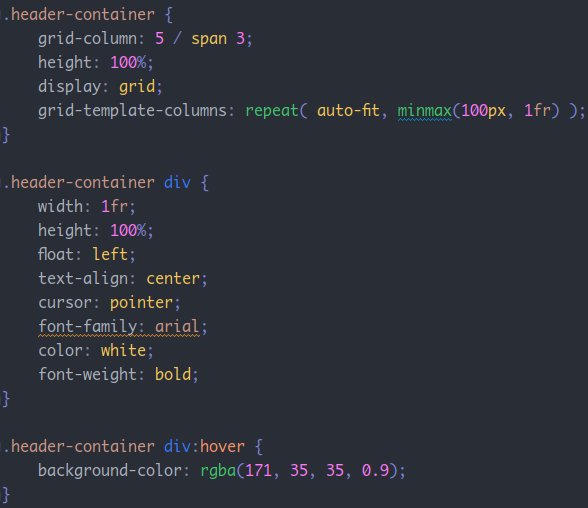 .header-container {
    grid-column: 5 / span 3;
    height: 100%;
    display: grid;
    grid-template-columns: repeat( auto-fit, minmax(100px, 1fr) );
}

.header-container div {
    width: 1fr;
    height: 100%;
    float: left;
    text-align: center;
    cursor: pointer;
    font-family: arial;
    color: white;
    font-weight: bold;
}

.header-container div:hover {
    background-color: rgba(171, 35, 35, 0.9);
}